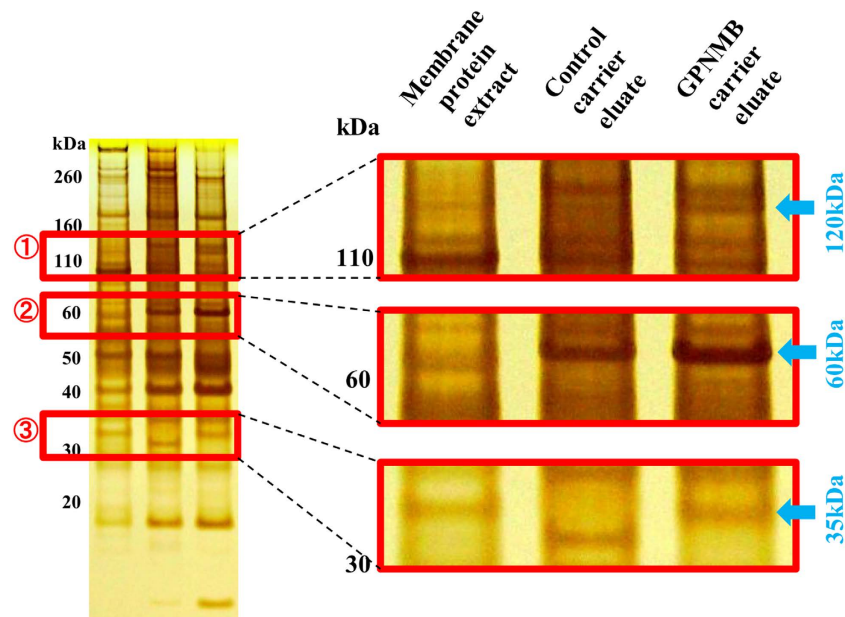 Membrane
protein
extract
Control
carrier
eluate
GPNMB
carrier
eluate
kDa
kDa
260
160
①
110
②
60
50
40
③
30
20
110
120kDa
60
60kDa
30
35kDa